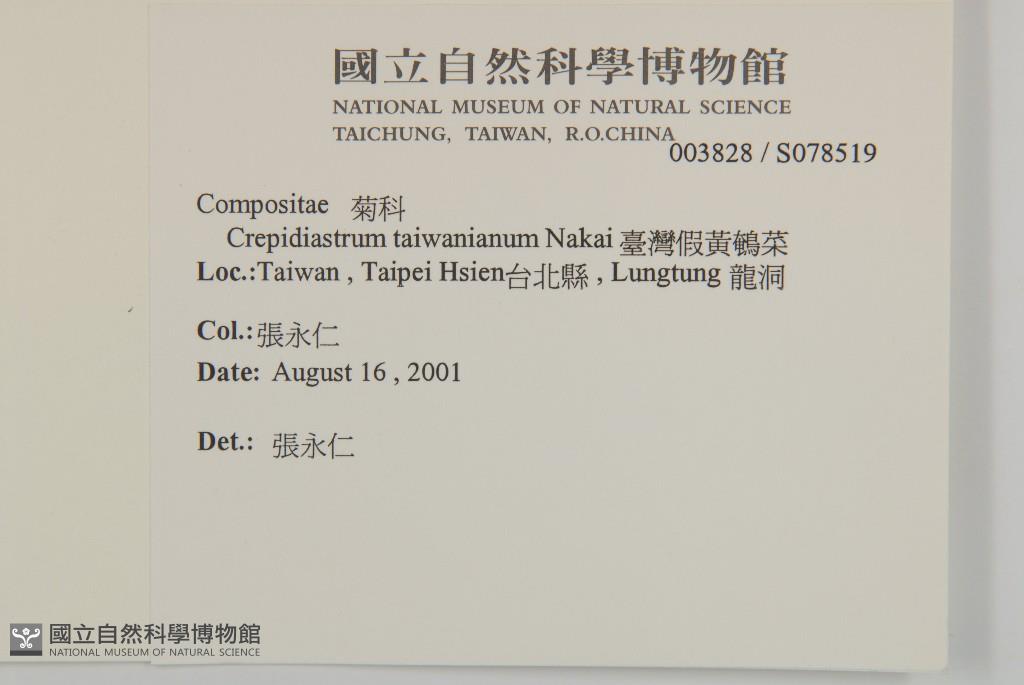 國立自然科學博物館
NATIONAL MUSEUM OF NATURAL SCIENCE
TAICHUNG, TAIWAN, R.O.CHINA
003828 / S078519
Compositae 菊科
Crepidiastrum taiwanianum Nakai 臺灣假黃鵪菜
Loc.:Taiwan , Taipei Hsien台北縣 , Lungtung 龍洞
Col.:張永仁
Date: August 16 , 2001
Det.: 張永仁
國立自然科學博物館
NATIONAL MUSEUM OF NATURAL SCIENCE